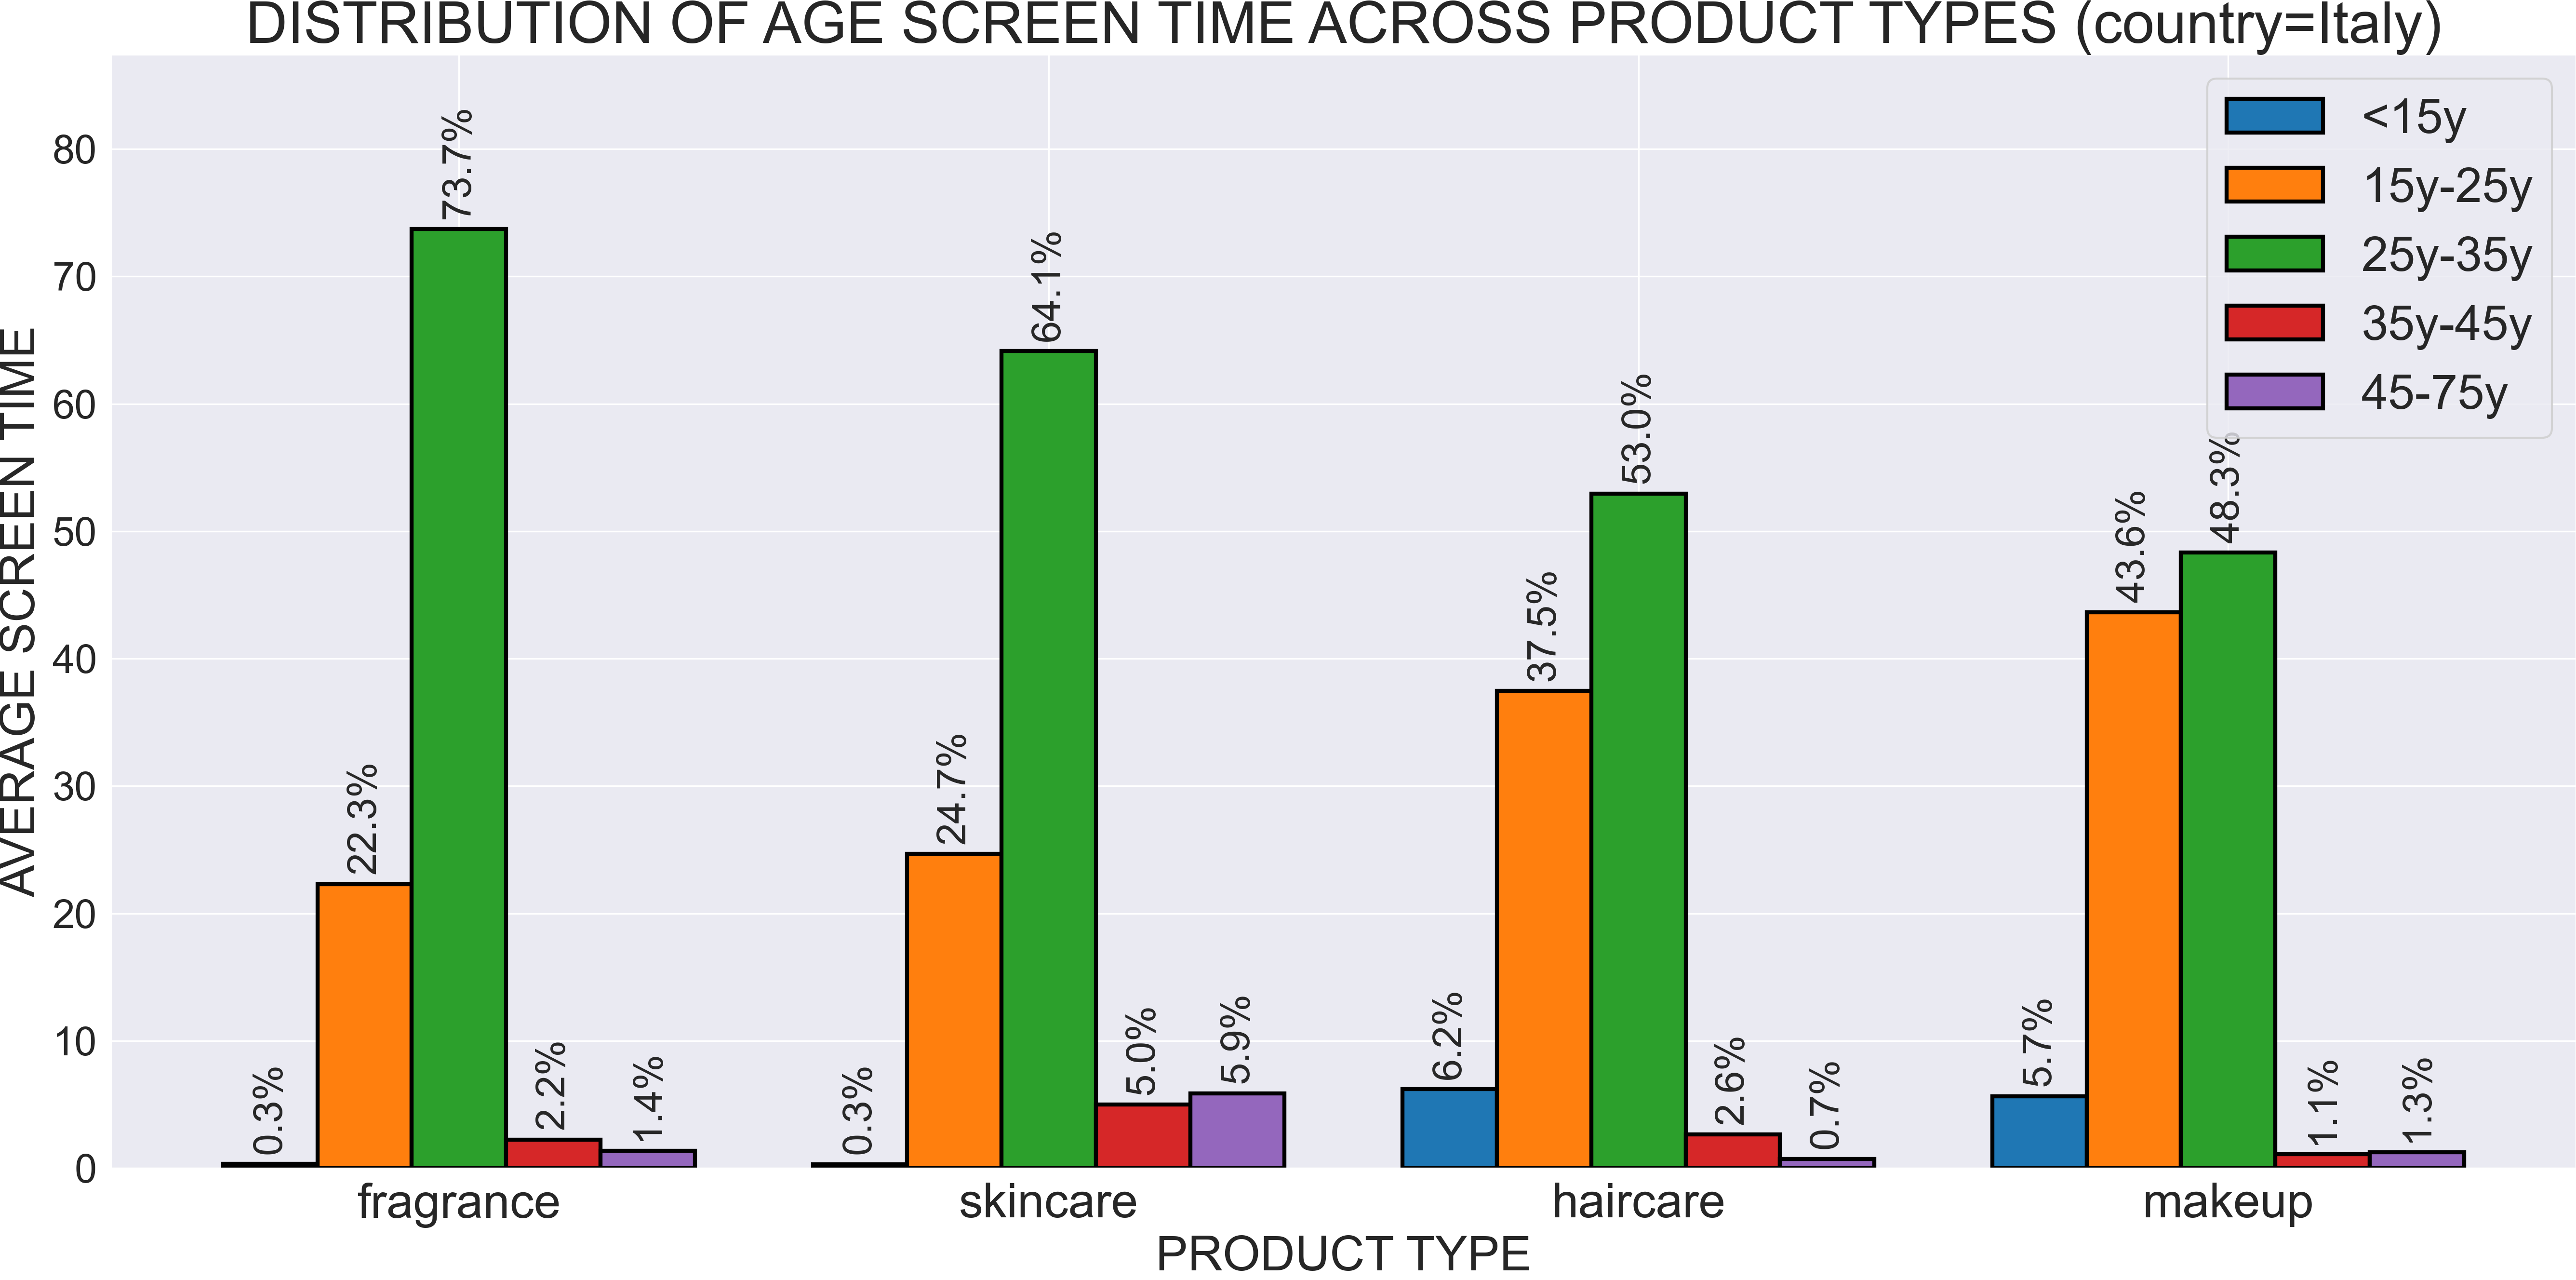 DISTRIBUTION OF AGE SCREEN TIME ACROSS PRODUCT TYPES (country=Italy)
AVERAGE SCREEN TIME
80
70
60
50
40
30
20
10
0
0.3%
22.3%
73.7%
2.2%
1.4%
0.3%
24.7%
64.1%
5.0%
5.9%
6.2%
37.5%
53.0%
2.6%
0.7%
5.7%
43.6%
48.3%
1.1%
1.3%
<15y
15y-25y
25y-35y
35y-45y
45-75y
fragrance
skincare
haircare
makeup
PRODUCT TYPE